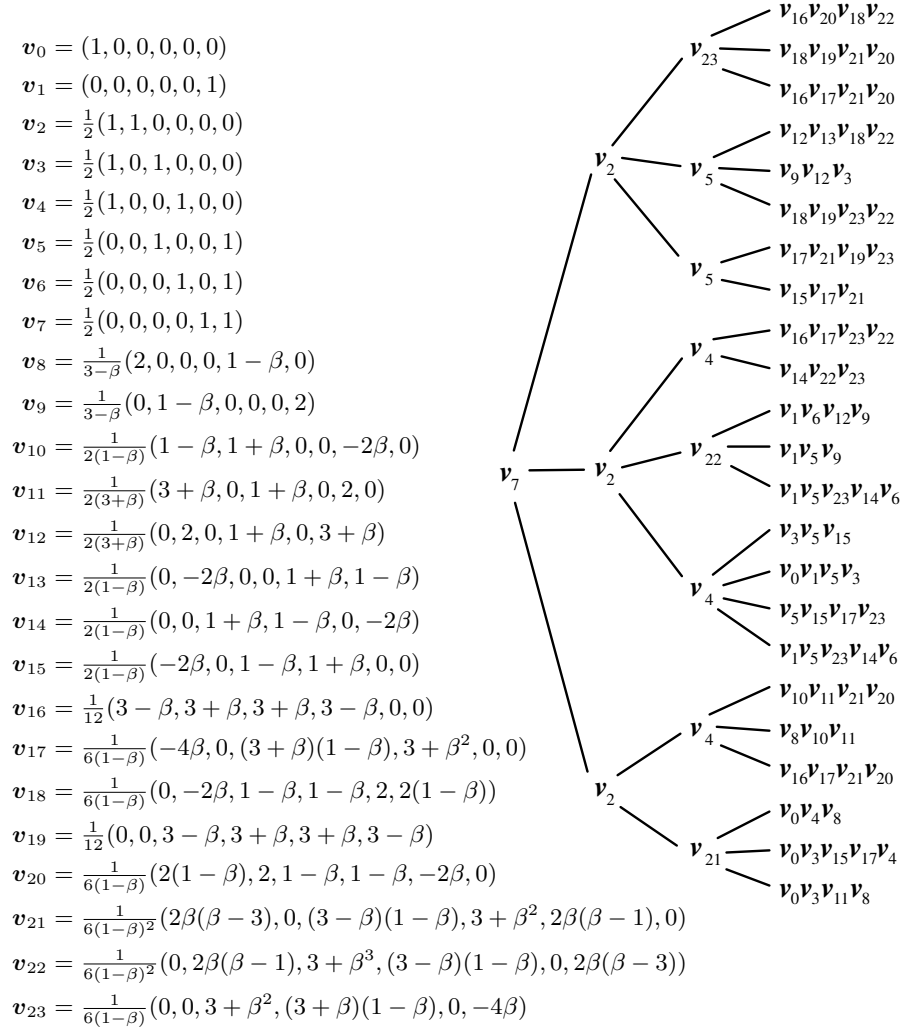 v₀ = (1, 0, 0, 0, 0, 0)
v₁ = (0, 0, 0, 0, 0, 1)
v₂ = ½(1, 1, 0, 0, 0, 0)
v₃ = ½(1, 0, 1, 0, 0, 0)
v₄ = ½(1, 0, 0, 1, 0, 0)
v₅ = ½(0, 0, 1, 0, 0, 1)
v₆ = ½(0, 0, 0, 1, 0, 1)
v₇ = ½(0, 0, 0, 0, 1, 1)
v₈ = 1/(3−β) (2, 0, 0, 0, 1 − β, 0)
v₉ = 1/(3−β) (0, 1 − β, 0, 0, 0, 2)
v₁₀ = 1/(2(1−β)) (1 − β, 1 + β, 0, 0, −2β, 0)
v₁₁ = 1/(2(3+β)) (3 + β, 0, 1 + β, 0, 2, 0)
v₁₂ = 1/(2(3+β)) (0, 2, 0, 1 + β, 0, 3 + β)
v₁₃ = 1/(2(1−β)) (0, −2β, 0, 0, 1 + β, 1 − β)
v₁₄ = 1/(2(1−β)) (0, 0, 1 + β, 1 − β, 0, −2β)
v₁₅ = 1/(2(1−β)) (−2β, 0, 1 − β, 1 + β, 0, 0)
v₁₆ = 1/12 (3 − β, 3 + β, 3 + β, 3 − β, 0, 0)
v₁₇ = 1/(6(1−β)) (−4β, 0, (3 + β)(1 − β), 3 + β², 0, 0)
v₁₈ = 1/(6(1−β)) (0, −2β, 1 − β, 1 − β, 2, 2(1 − β))
v₁₉ = 1/12 (0, 0, 3 − β, 3 + β, 3 + β, 3 − β)
v₂₀ = 1/(6(1−β)) (2(1 − β), 2, 1 − β, 1 − β, −2β, 0)
v₂₁ = 1/(6(1−β)²) (2β(β − 3), 0, (3 − β)(1 − β), 3 + β², 2β(β − 1), 0)
v₂₂ = 1/(6(1−β)²) (0, 2β(β − 1), 3 + β³, (3 − β)(1 − β), 0, 2β(β − 3))
v₂₃ = 1/(6(1−β)) (0, 0, 3 + β², (3 + β)(1 − β), 0, −4β)
v₇
v₂
v₂₃
v₁₆v₂₀v₁₈v₂₂
v₁₈v₁₉v₂₁v₂₀
v₁₆v₁₇v₂₁v₂₀
v₅
v₁₂v₁₃v₁₈v₂₂
v₉v₁₂v₃
v₁₈v₁₉v₂₃v₂₂
v₅
v₁₇v₂₁v₁₉v₂₃
v₁₅v₁₇v₂₁
v₂
v₄
v₁₆v₁₇v₂₃v₂₂
v₁₄v₂₂v₂₃
v₂₂
v₁v₆v₁₂v₉
v₁v₅v₉
v₁v₅v₂₃v₁₄v₆
v₄
v₃v₅v₁₅
v₀v₁v₅v₃
v₅v₁₅v₁₇v₂₃
v₁v₅v₂₃v₁₄v₆
v₂
v₄
v₁₀v₁₁v₂₁v₂₀
v₈v₁₀v₁₁
v₁₆v₁₇v₂₁v₂₀
v₂₁
v₀v₄v₈
v₀v₃v₁₅v₁₇v₄
v₀v₃v₁₁v₈